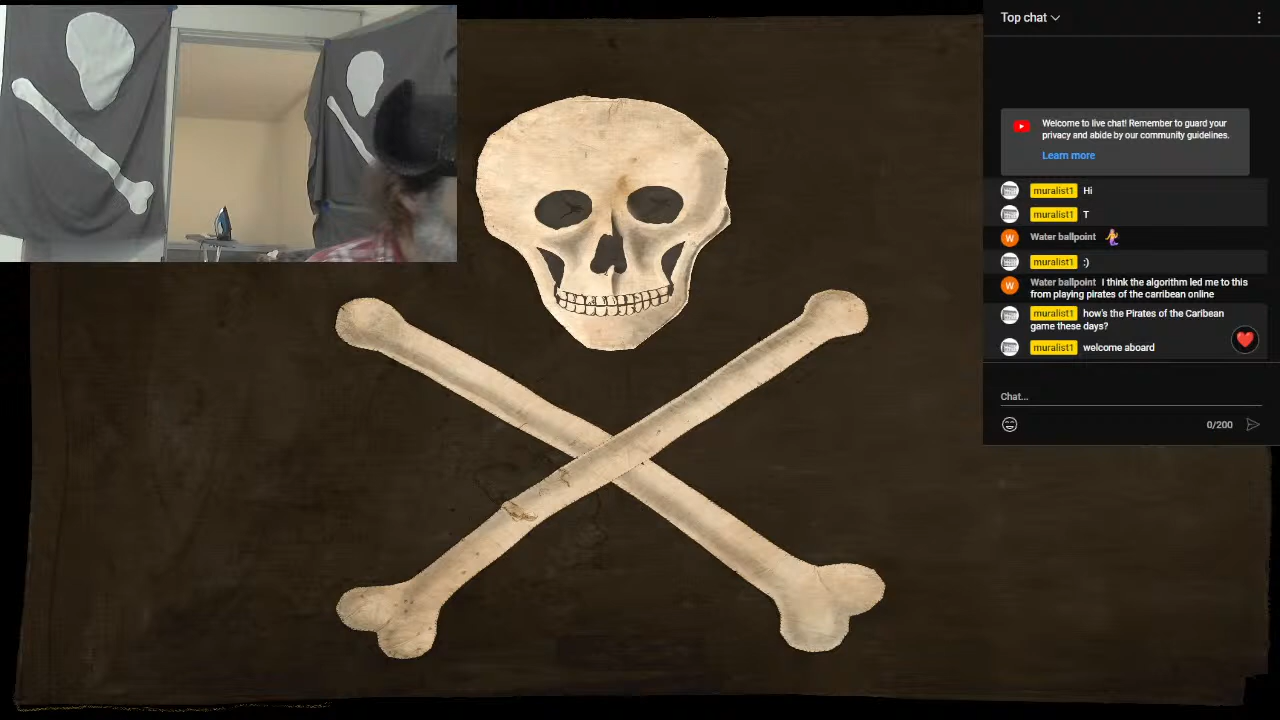 Top chat
Welcome to live chat! Remember to guard your
privacy and abide by our community guidelines.
Learn more
muralist1 Hi
muralist1 T
W Water ballpoint 🧜‍♀️
muralist1 :)
W Water ballpoint I think the algorithm led me to this
from playing pirates of the carribean online
muralist1 how's the Pirates of the Caribean
game these days?
muralist1 welcome aboard
Chat...
0/200